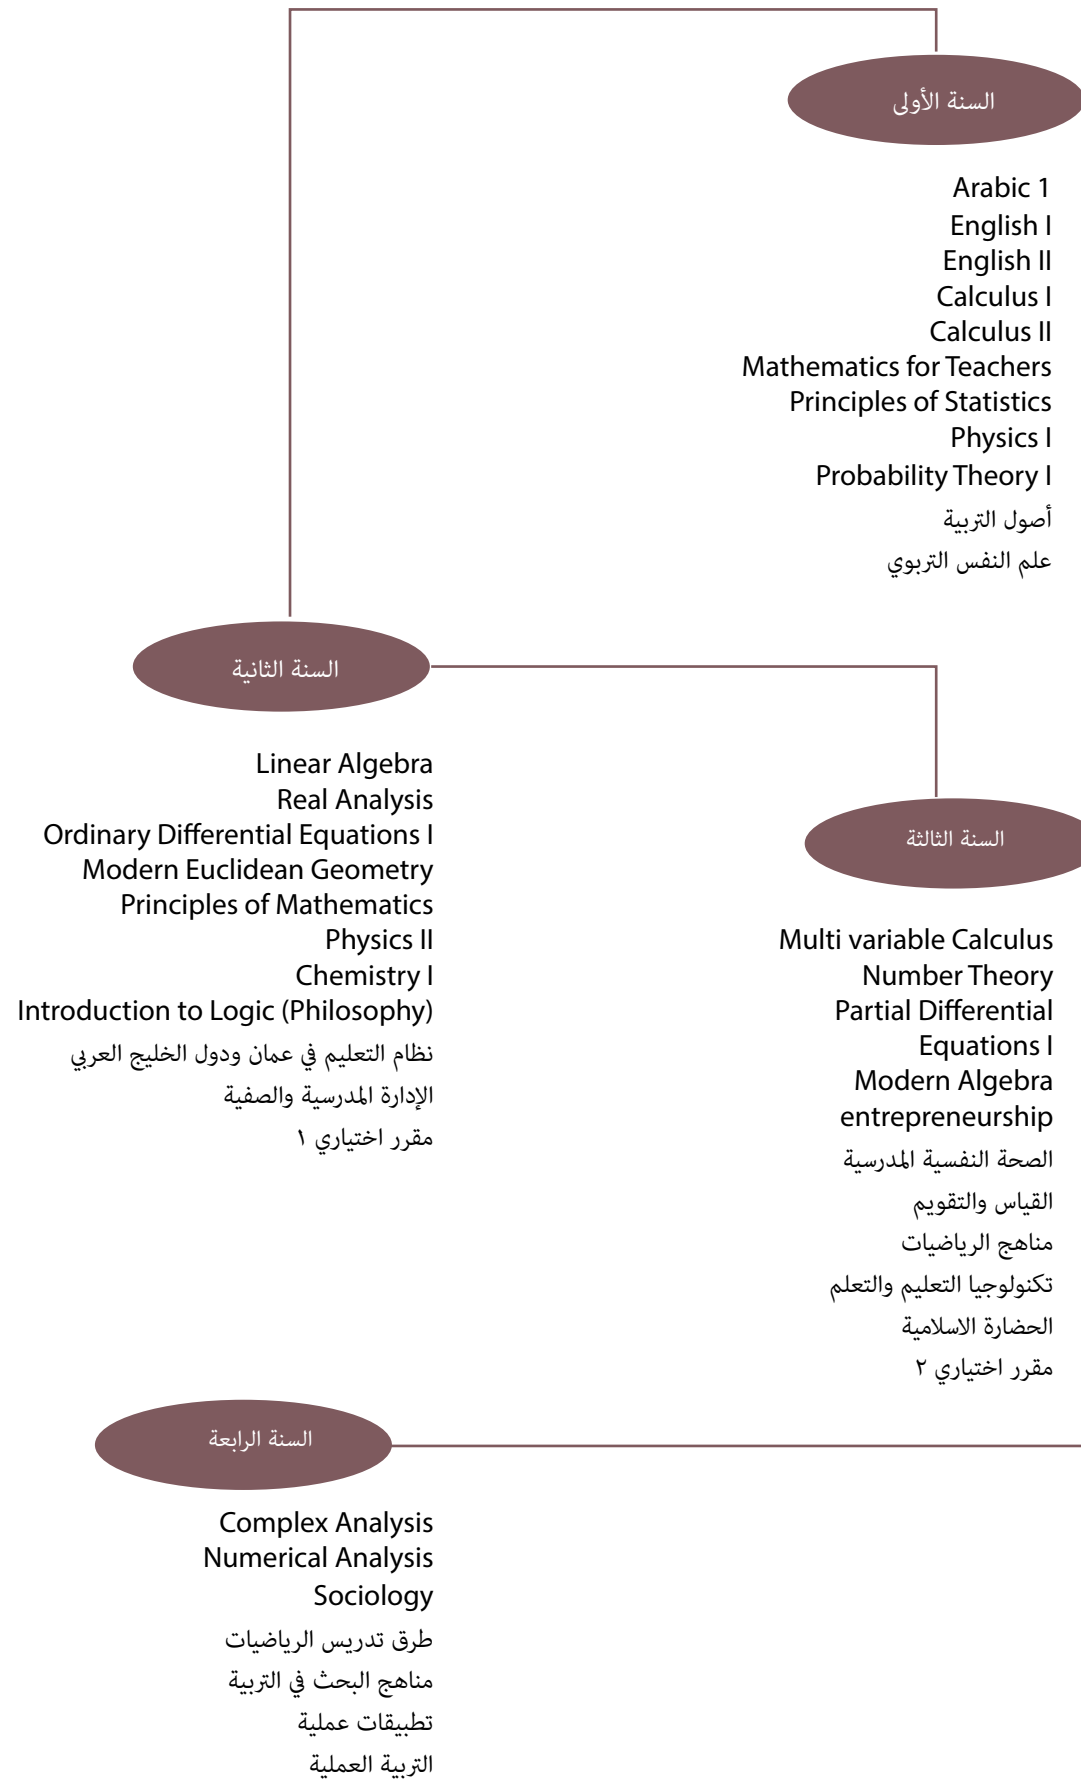 السنة الأولى
Arabic 1
English I
English II
Calculus I
Calculus II
Mathematics for Teachers
Principles of Statistics
Physics I
Probability Theory I
أصول التربية
علم النفس التربوي
السنة الثانية
Linear Algebra
Real Analysis
Ordinary Differential Equations I
Modern Euclidean Geometry
Principles of Mathematics
Physics II
Chemistry I
Introduction to Logic (Philosophy)
نظام التعليم في عمان ودول الخليج العربي
الإدارة المدرسية والصفية
مقرر اختياري ١
السنة الثالثة
Multi variable Calculus
Number Theory
Partial Differential
Equations I
Modern Algebra
entrepreneurship
الصحة النفسية المدرسية
القياس والتقويم
مناهج الرياضيات
تكنولوجيا التعليم والتعلم
الحضارة الاسلامية
مقرر اختياري ٢
السنة الرابعة
Complex Analysis
Numerical Analysis
Sociology
طرق تدريس الرياضيات
مناهج البحث في التربية
تطبيقات عملية
التربية العملية